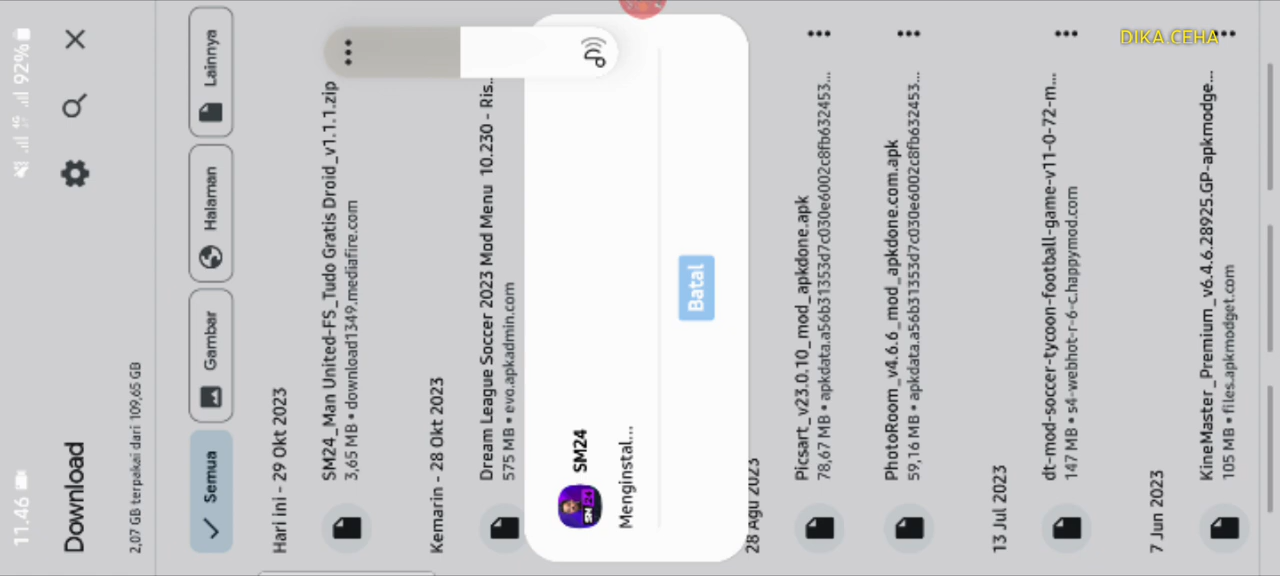 11.46
92%
Download
2,07 GB terpakai dari 109,65 GB
Semua
Gambar
Halaman
Lainnya
Hari ini - 29 Okt 2023
SM24_Man United-FS_Tudo Gratis Droid_v1.1.1.zip
3,65 MB • download1349.mediafire.com
Kemarin - 28 Okt 2023
Dream League Soccer 2023 Mod Menu 10.230 - Ris...
575 MB • evo.apkadmin.com
SM24
Menginstal...
Batal
28 Agu 2023
Picsart_v23.0.10_mod_apkdone.apk
78,67 MB • apkdata.a56b31353d7c030e6002c8fb632453...
PhotoRoom_v4.6.6_mod_apkdone.com.apk
59,16 MB • apkdata.a56b31353d7c030e6002c8fb632453...
13 Jul 2023
dt-mod-soccer-tycoon-football-game-v11-0-72-m...
147 MB • s4-webhot-r-6-c.happymod.com
7 Jun 2023
KineMaster_Premium_v6.4.6.28925.GP-apkmodge...
105 MB • files.apkmodget.com
DIKA CEHA